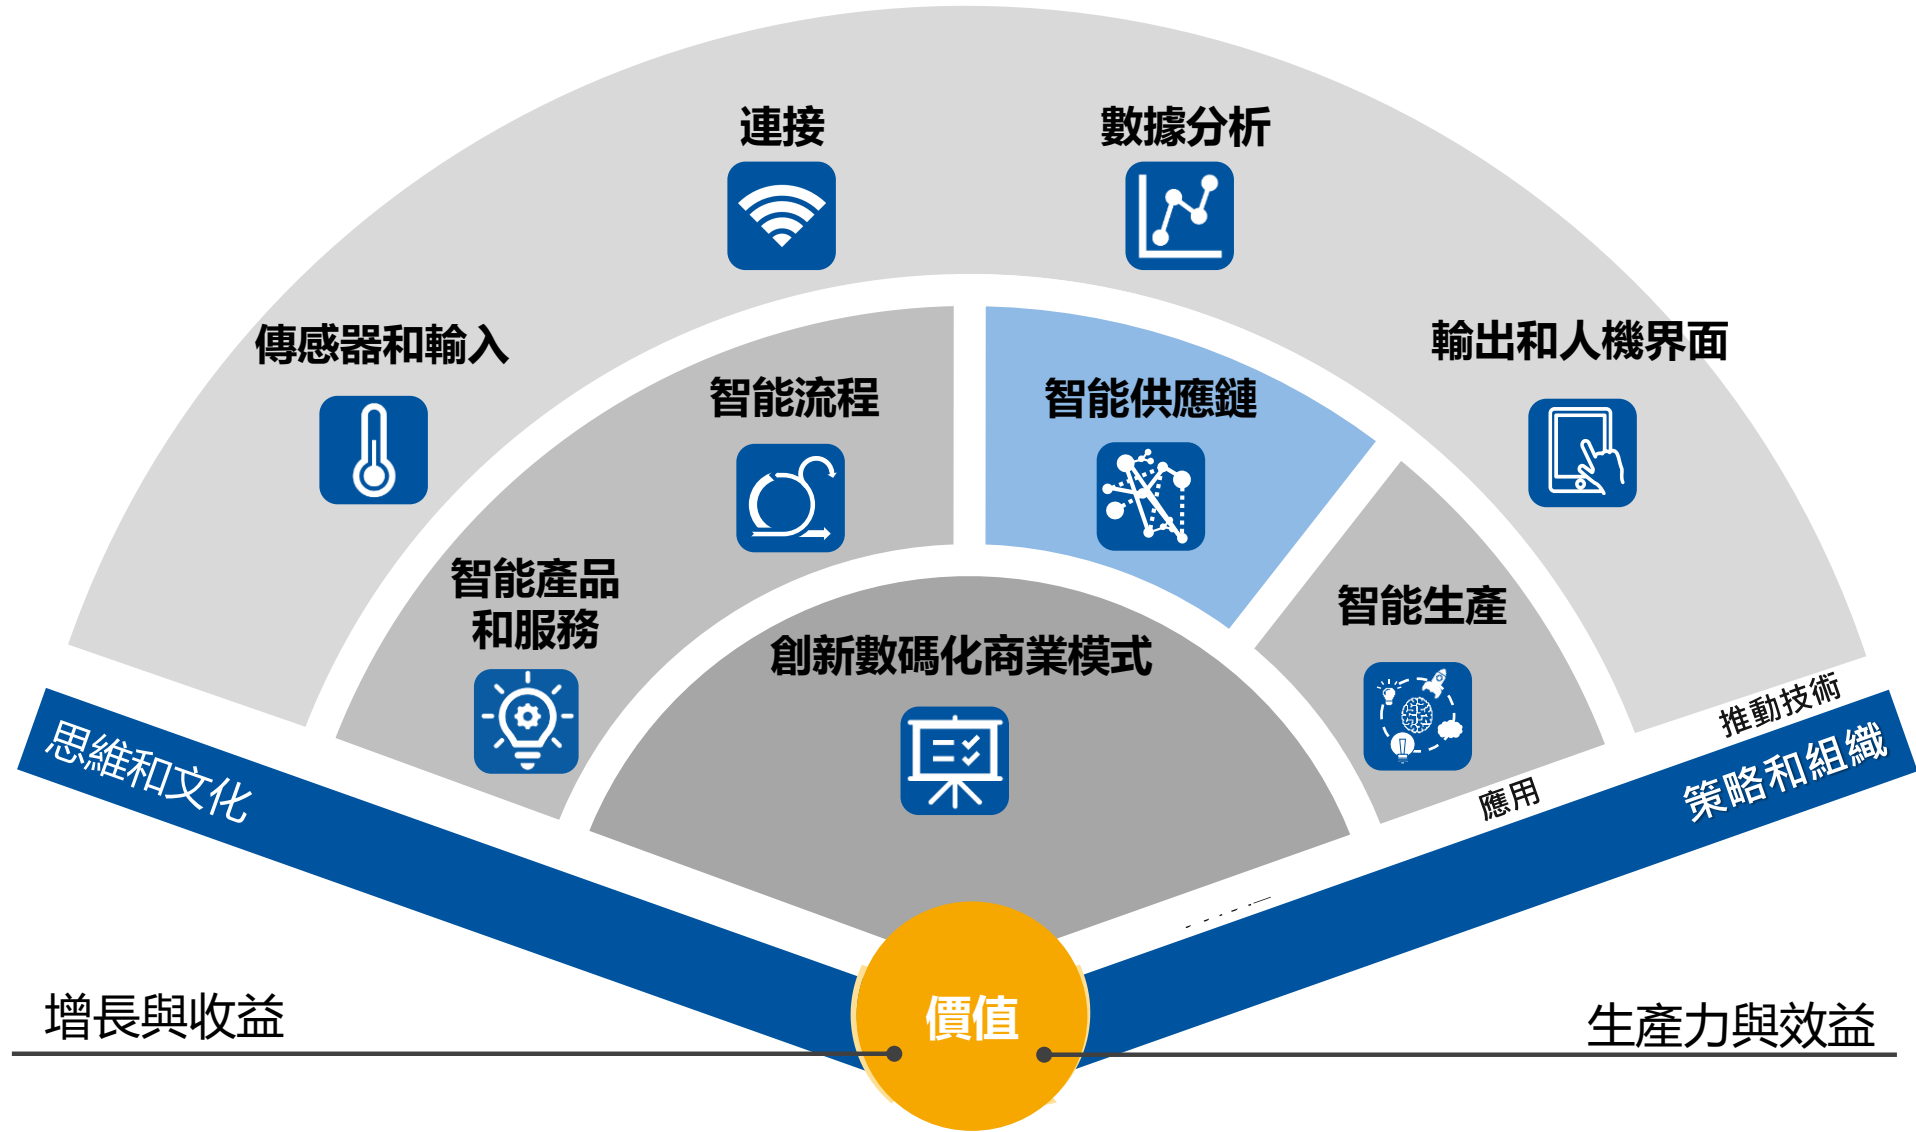 連接
數據分析
傳感器和輸入
輸出和人機界面
智能流程
智能供應鏈
智能產品
和服務
智能生產
創新數碼化商業模式
推動技術
應用
思維和文化
策略和組織
價值
增長與收益
生產力與效益